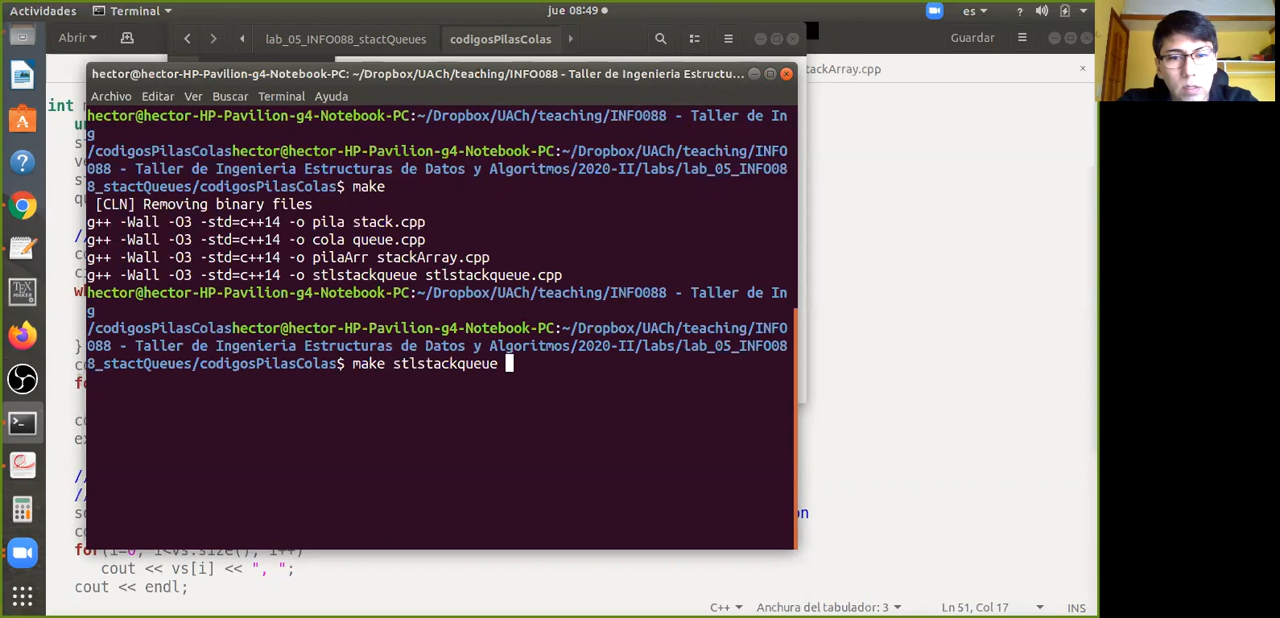 Actividades Terminal jue 08:49 es
Abrir lab_05_INFO088_stactQueues codigosPilasColas Guardar
hector@hector-HP-Pavilion-g4-Notebook-PC: ~/Dropbox/UACh/teaching/INFO088 - Taller de Ingenieria Estructu...
tackArray.cpp
Archivo Editar Ver Buscar Terminal Ayuda
int
hector@hector-HP-Pavilion-g4-Notebook-PC:~/Dropbox/UACh/teaching/INFO088 - Taller de In
g
/codigosPilasColashector@hector-HP-Pavilion-g4-Notebook-PC:~/Dropbox/UACh/teaching/INFO
088 - Taller de Ingenieria Estructuras de Datos y Algoritmos/2020-II/labs/lab_05_INFO08
8_stactQueues/codigosPilasColas$ make
[CLN] Removing binary files
g++ -Wall -O3 -std=c++14 -o pila stack.cpp
g++ -Wall -O3 -std=c++14 -o cola queue.cpp
g++ -Wall -O3 -std=c++14 -o pilaArr stackArray.cpp
g++ -Wall -O3 -std=c++14 -o stlstackqueue stlstackqueue.cpp
hector@hector-HP-Pavilion-g4-Notebook-PC:~/Dropbox/UACh/teaching/INFO088 - Taller de In
g
/codigosPilasColashector@hector-HP-Pavilion-g4-Notebook-PC:~/Dropbox/UACh/teaching/INFO
088 - Taller de Ingenieria Estructuras de Datos y Algoritmos/2020-II/labs/lab_05_INFO08
8_stactQueues/codigosPilasColas$ make stlstackqueue
on
for(i=0; i<vs.size(); i++)
cout << vs[i] << ", ";
cout << endl;
C++ Anchura del tabulador: 3 Ln 51, Col 17 INS